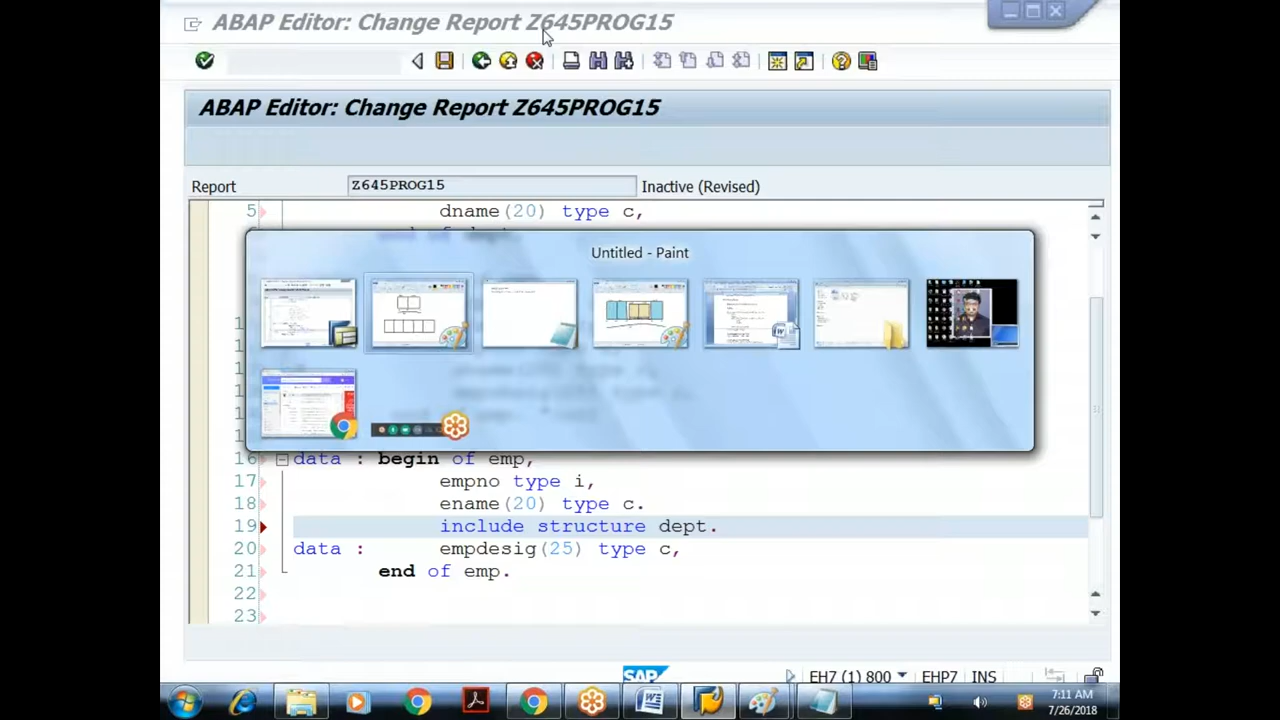 ABAP Editor: Change Report Z645PROG15
ABAP Editor: Change Report Z645PROG15
Report Z645PROG15 Inactive (Revised)
5 dname(20) type c,
Untitled - Paint
16 data : begin of emp,
17 empno type i,
18 ename(20) type c.
19 include structure dept.
20 data : empdesig(25) type c,
21 end of emp.
22
23
SAP
EH7 (1) 800 EHP7 INS
7:11 AM
7/26/2018